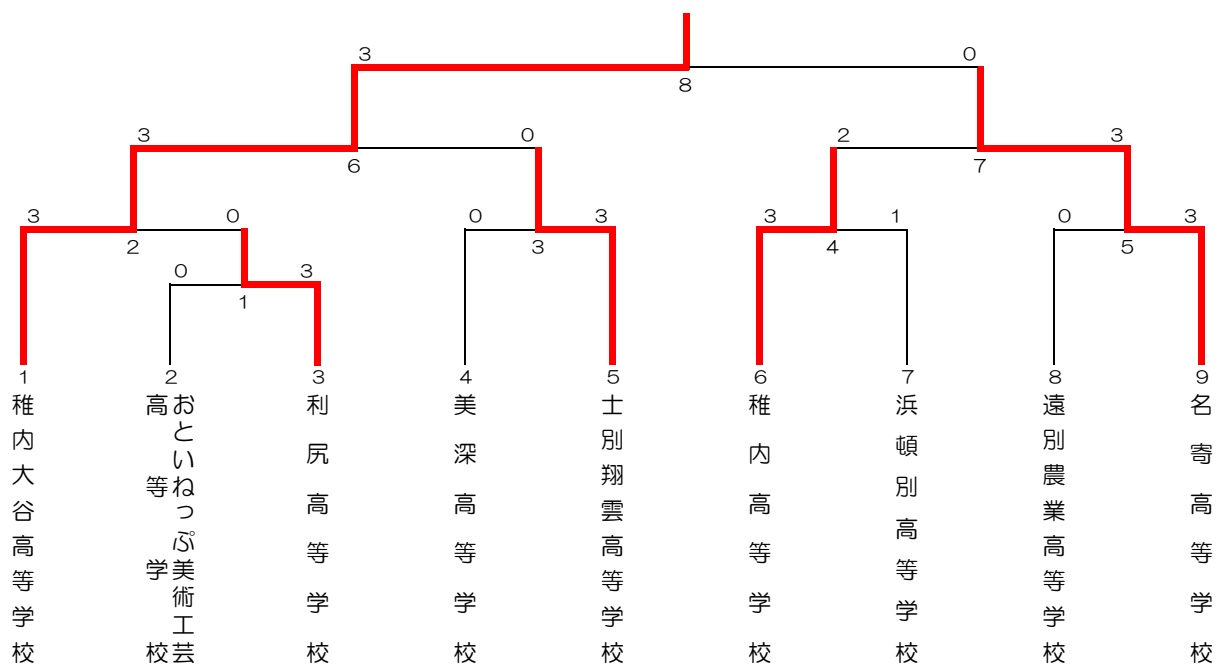 3 0
8
3 0 2 3
6 7
3 0 0 3 3 1 0 3
2 3 4 5
0 3
1
1 2 3 4 5 6 7 8 9
稚内大谷高等学校
おといねっぷ美術工芸
高等学校
利尻高等学校
美深高等学校
士別翔雲高等学校
稚内高等学校
浜頓別高等学校
遠別農業高等学校
名寄高等学校